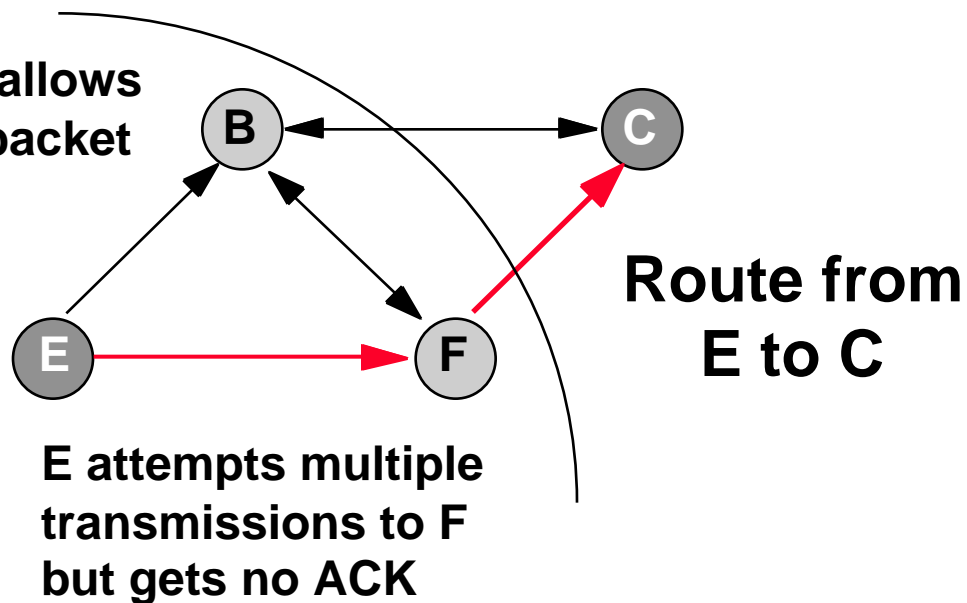 allows
packet
B
C
E
F
Route from
E to C
E attempts multiple
transmissions to F
but gets no ACK